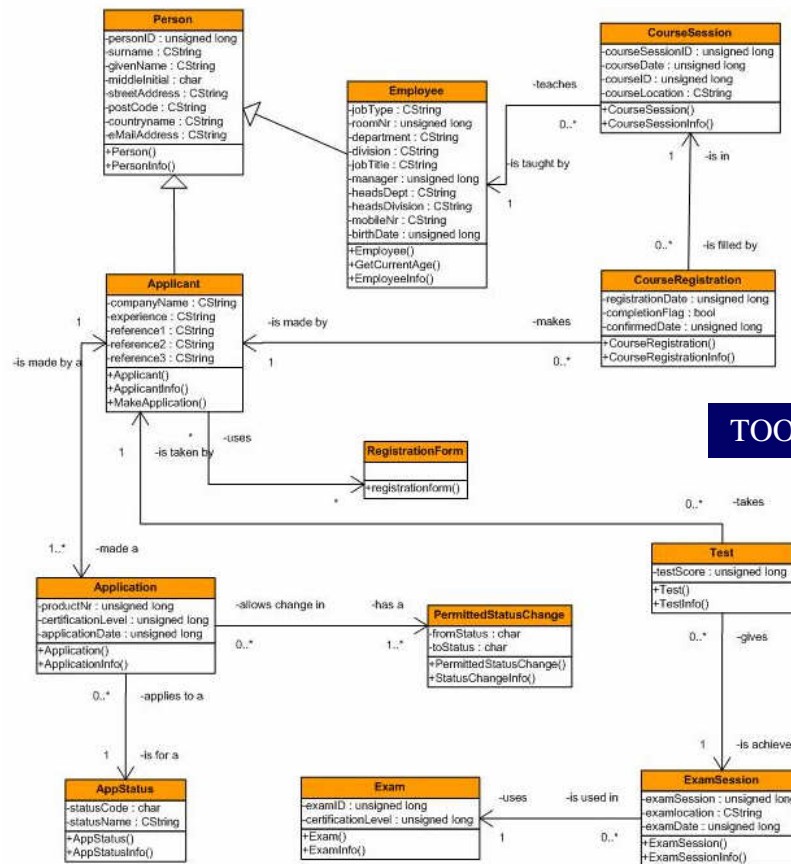 Person
-personID : unsigned long
-surname : CString
-givenName : CString
-middleInitial : char
-streetAddress : CString
-postCode : CString
-countryname : CString
-eMailAddress : CString
+Person()
+PersonInfo()
CourseSession
-courseSessionID : unsigned long
-courseDate : unsigned long
-courseID : unsigned long
-courseLocation : CString
+CourseSession()
+CourseSessionInfo()
Employee
-jobType : CString
-roomNr : unsigned long
-department : CString
-division : CString
-jobTitle : CString
-manager : unsigned long
-headsDept : CString
-headsDivision : CString
-mobileNr : CString
-birthDate : unsigned long
+Employee()
+GetCurrentAge()
+EmployeeInfo()
-teaches
0..*
-is taught by
1
1 -is in
0..* -is filled by
Applicant
-companyName : CString
-experience : CString
-reference1 : CString
-reference2 : CString
-reference3 : CString
+Applicant()
+ApplicantInfo()
+MakeApplication()
CourseRegistration
-registrationDate : unsigned long
-completionFlag : bool
-confirmedDate : unsigned long
+CourseRegistration()
+CourseRegistrationInfo()
1
-is made by a
-is made by
1
-makes
0..*
TOO
1 -is taken by
* -uses
*
RegistrationForm
+registrationform()
0..* -takes
Test
-testScore : unsigned long
+Test()
+TestInfo()
1..* -made a
Application
-productNr : unsigned long
-certificationLevel : unsigned long
-applicationDate : unsigned long
+Application()
+ApplicationInfo()
-allows change in
0..*
-has a
1..*
PermittedStatusChange
-fromStatus : char
-toStatus : char
+PermittedStatusChange()
+StatusChangeInfo()
0..* -gives
0..* -applies to a
1 -is for a
1 -is achieve
AppStatus
-statusCode : char
-statusName : CString
+AppStatus()
+AppStatusInfo()
Exam
-examID : unsigned long
-certificationLevel : unsigned long
+Exam()
+ExamInfo()
-uses
1
-is used in
0..*
ExamSession
-examSession : unsigned long
-examlocation : CString
-examDate : unsigned long
+ExamSession()
+ExamSessionInfo()